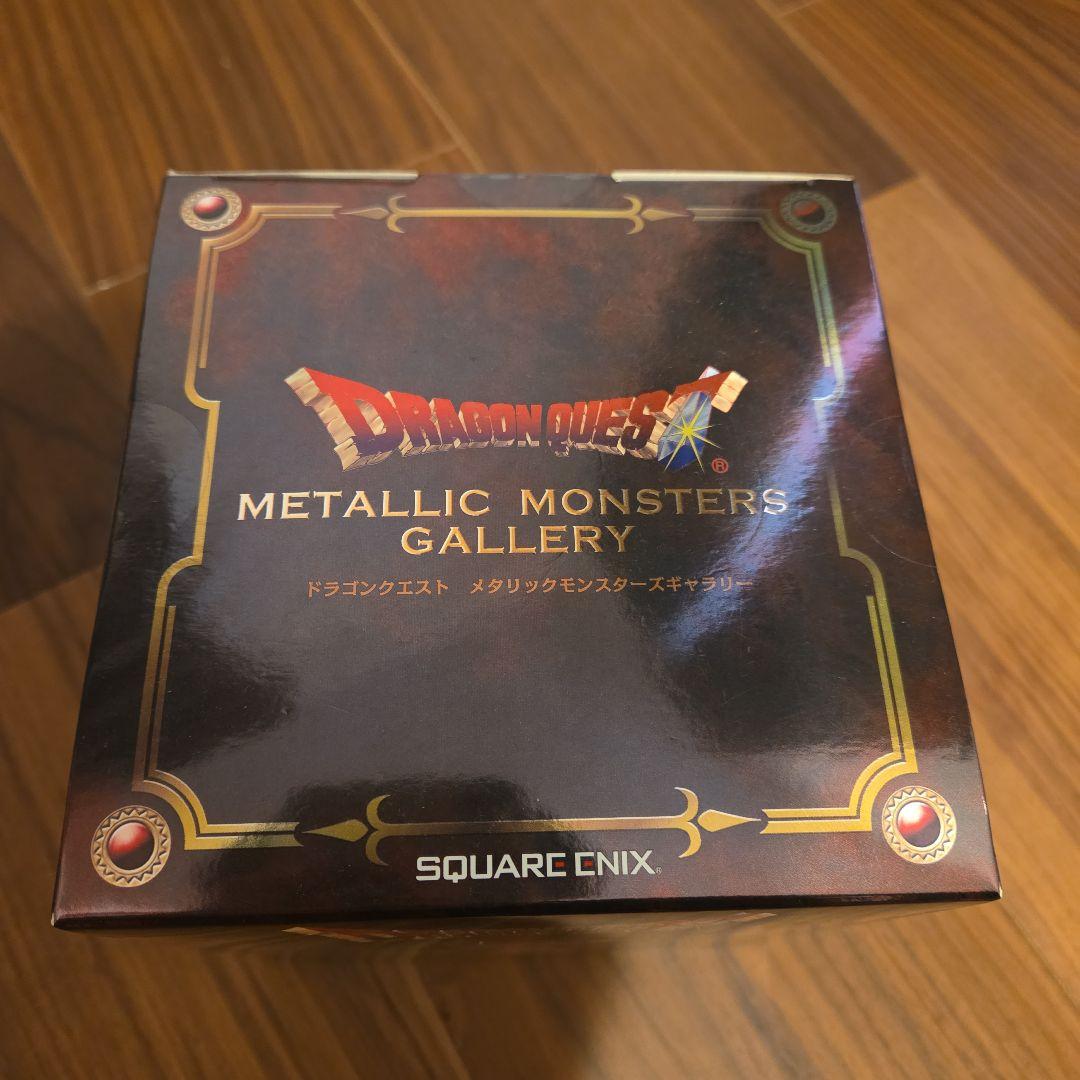 DRAGON QUEST®
METALLIC MONSTERS
GALLERY
ドラゴンクエスト メタリックモンスターズギャラリー
SQUARE ENIX®